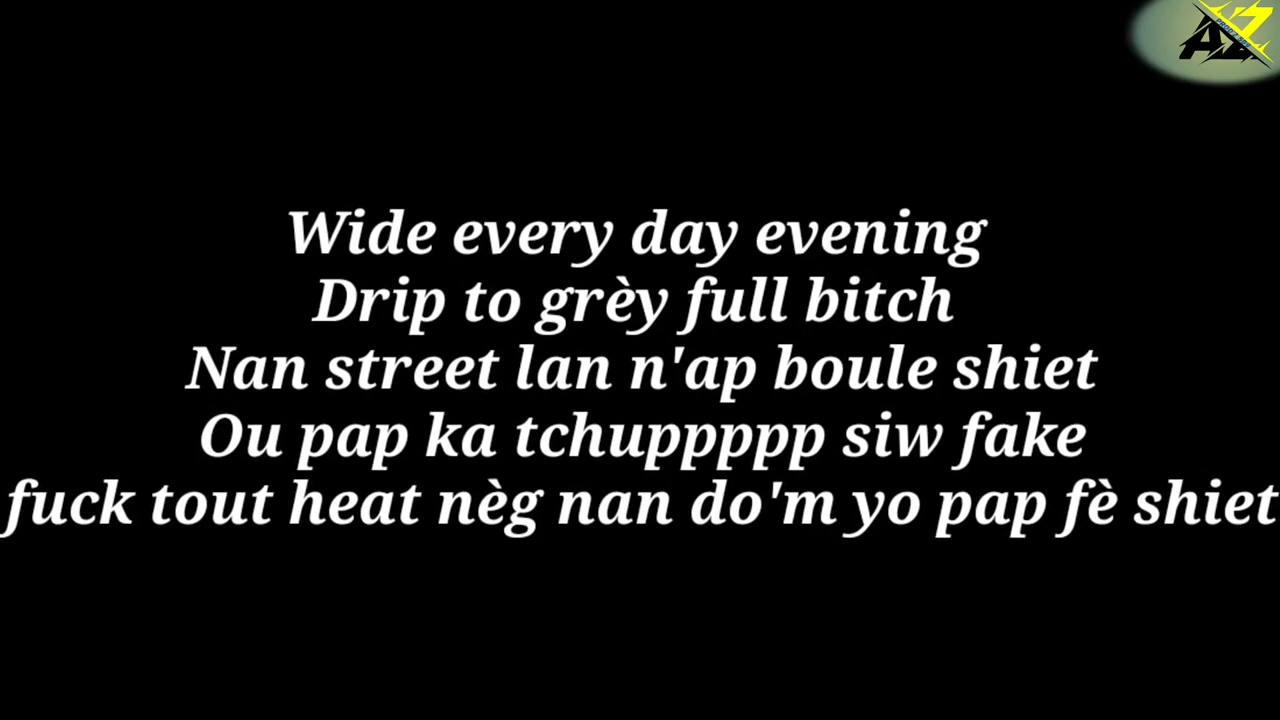 AZ
Wide every day evening
Drip to grèy full bitch
Nan street lan n'ap boule shiet
Ou pap ka tchuppppp siw fake
fuck tout heat nèg nan do'm yo pap fè shiet